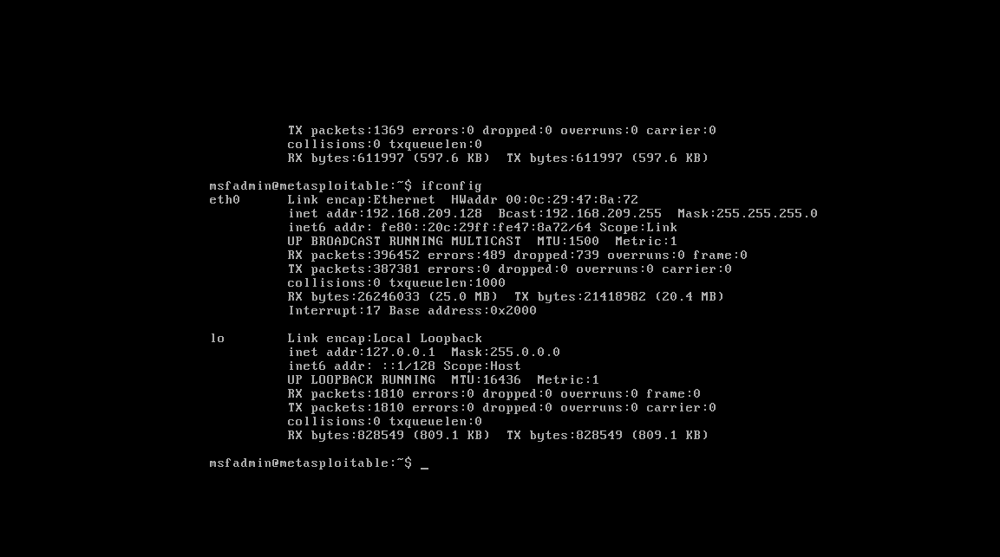 TX packets:1369 errors:0 dropped:0 overruns:0 carrier:0
collisions:0 txqueuelen:0
RX bytes:611997 (597.6 KB)  TX bytes:611997 (597.6 KB)
msfadmin@metasploitable:~$ ifconfig
eth0      Link encap:Ethernet  HWaddr 00:0c:29:47:8a:72
inet addr:192.168.209.128  Bcast:192.168.209.255  Mask:255.255.255.0
inet6 addr: fe80::20c:29ff:fe47:8a72/64 Scope:Link
UP BROADCAST RUNNING MULTICAST  MTU:1500  Metric:1
RX packets:396452 errors:489 dropped:739 overruns:0 frame:0
TX packets:387381 errors:0 dropped:0 overruns:0 carrier:0
collisions:0 txqueuelen:1000
RX bytes:26246033 (25.0 MB)  TX bytes:21418982 (20.4 MB)
Interrupt:17 Base address:0x2000
lo        Link encap:Local Loopback
inet addr:127.0.0.1  Mask:255.0.0.0
inet6 addr: ::1/128 Scope:Host
UP LOOPBACK RUNNING  MTU:16436  Metric:1
RX packets:1810 errors:0 dropped:0 overruns:0 frame:0
TX packets:1810 errors:0 dropped:0 overruns:0 carrier:0
collisions:0 txqueuelen:0
RX bytes:828549 (809.1 KB)  TX bytes:828549 (809.1 KB)
msfadmin@metasploitable:~$ _